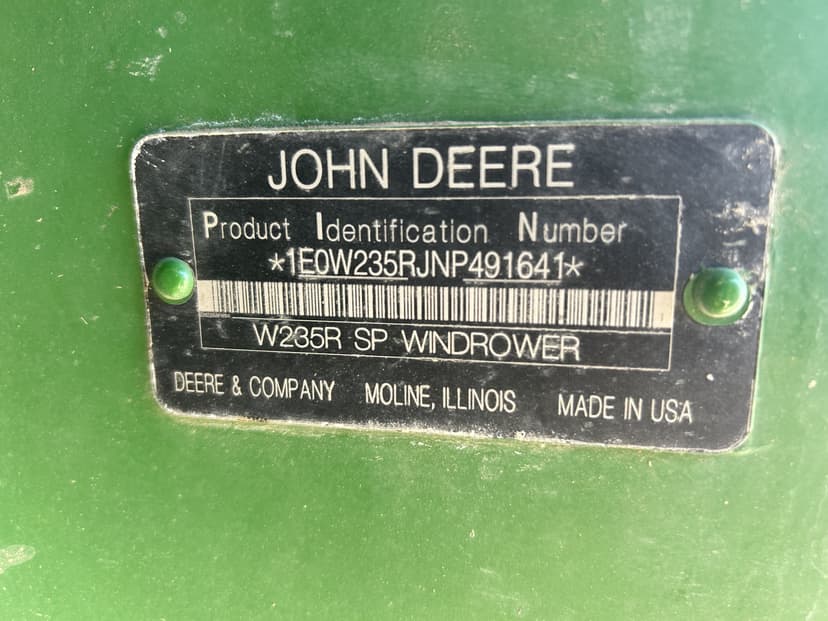 JOHN DEERE
Product Identification Number
*1E0W235RJNP491641*
W235R SP WINDROWER
DEERE & COMPANY MOLINE, ILLINOIS MADE IN USA